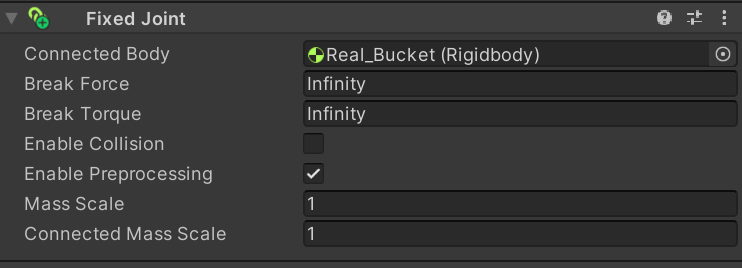 Fixed Joint
Connected Body Real_Bucket (Rigidbody)
Break Force Infinity
Break Torque Infinity
Enable Collision
Enable Preprocessing
Mass Scale 1
Connected Mass Scale 1